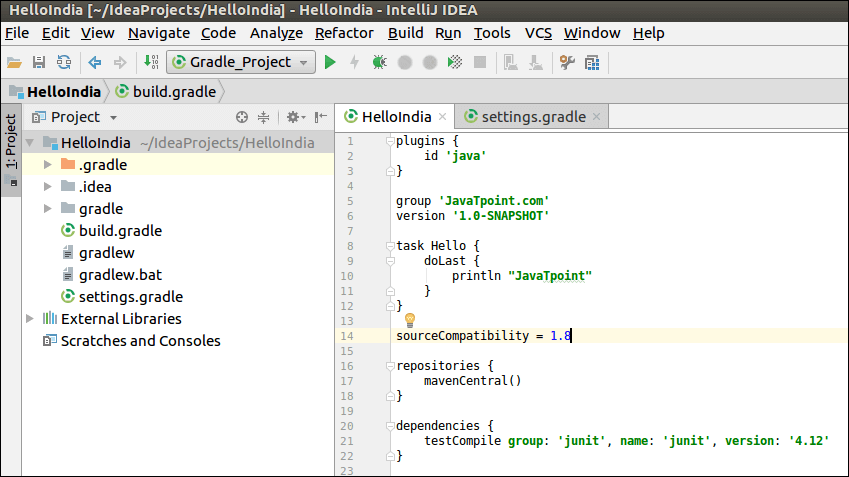 HelloIndia [~/IdeaProjects/HelloIndia] - HelloIndia - IntelliJ IDEA
File Edit View Navigate Code Analyze Refactor Build Run Tools VCS Window Help
Gradle_Project
HelloIndia build.gradle
1: Project
Project
HelloIndia ~/IdeaProjects/HelloIndia
.gradle
.idea
gradle
build.gradle
gradlew
gradlew.bat
settings.gradle
External Libraries
Scratches and Consoles
HelloIndia settings.gradle
1 plugins {
2 id 'java'
3 }
4
5 group 'JavaTpoint.com'
6 version '1.0-SNAPSHOT'
7
8 task Hello {
9 doLast {
10 println "JavaTpoint"
11 }
12 }
13
14 sourceCompatibility = 1.8
15
16 repositories {
17 mavenCentral()
18 }
19
20 dependencies {
21 testCompile group: 'junit', name: 'junit', version: '4.12'
22 }
23